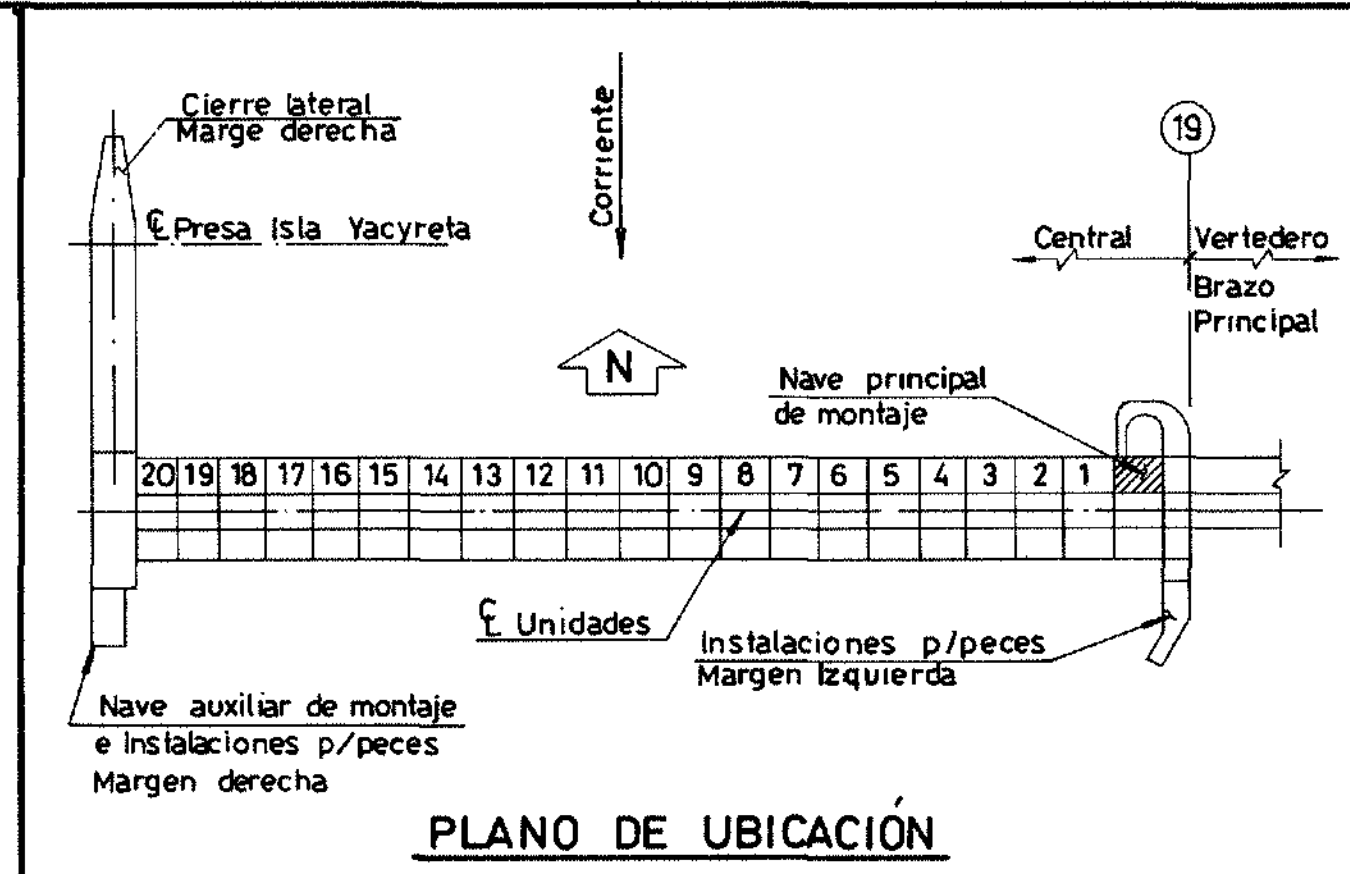 Cierre lateral
Marge derecha
Corriente
19
℄ Presa Isla Yacyreta
Central
Vertedero
Brazo
Principal
N
Nave principal
de montaje
20 19 18 17 16 15 14 13 12 11 10 9 8 7 6 5 4 3 2 1
℄ Unidades
Instalaciones p/peces
Margen Izquierda
Nave auxiliar de montaje
e Instalaciones p/peces
Margen derecha
PLANO DE UBICACIÓN